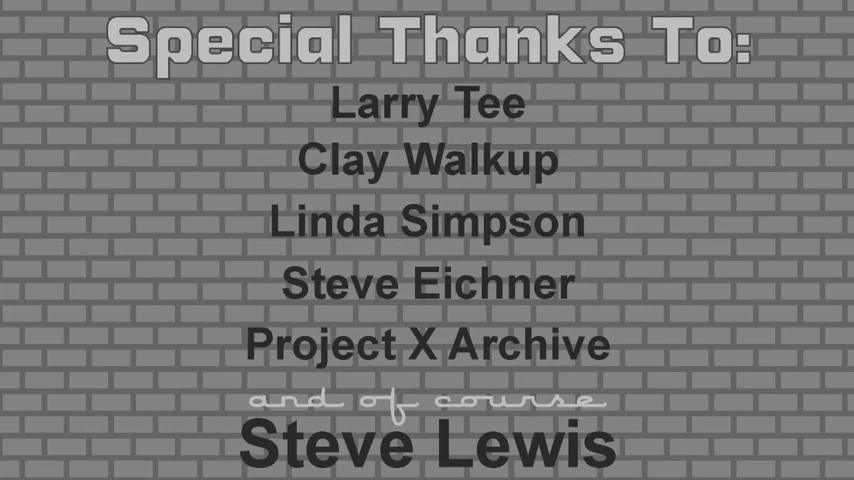 Special Thanks To:
Larry Tee
Clay Walkup
Linda Simpson
Steve Eichner
Project X Archive
and of course
Steve Lewis